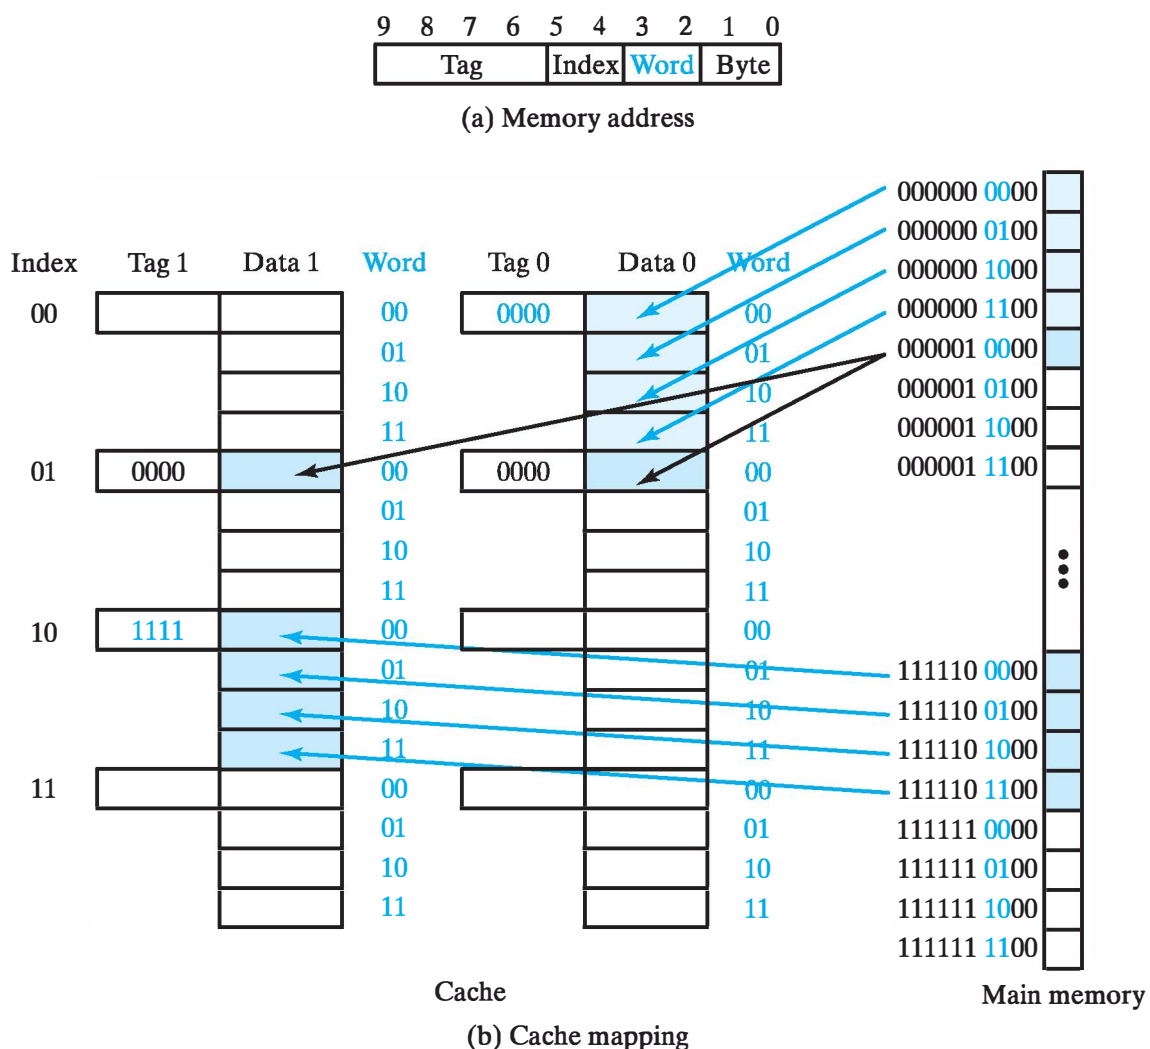 9 8 7 6 5 4 3 2 1 0
Tag Index Word Byte
(a) Memory address
Index Tag 1 Data 1 Word Tag 0 Data 0 Word
00 00 0000 00
01 01
10 10
11 11
01 0000 00 0000 00
01 01
10 10
11 11
10 1111 00 00
01 01
10 10
11 11
11 00 00
01 01
10 10
11 11
000000 0000
000000 0100
000000 1000
000000 1100
000001 0000
000001 0100
000001 1000
000001 1100
111110 0000
111110 0100
111110 1000
111110 1100
111111 0000
111111 0100
111111 1000
111111 1100
Cache
Main memory
(b) Cache mapping